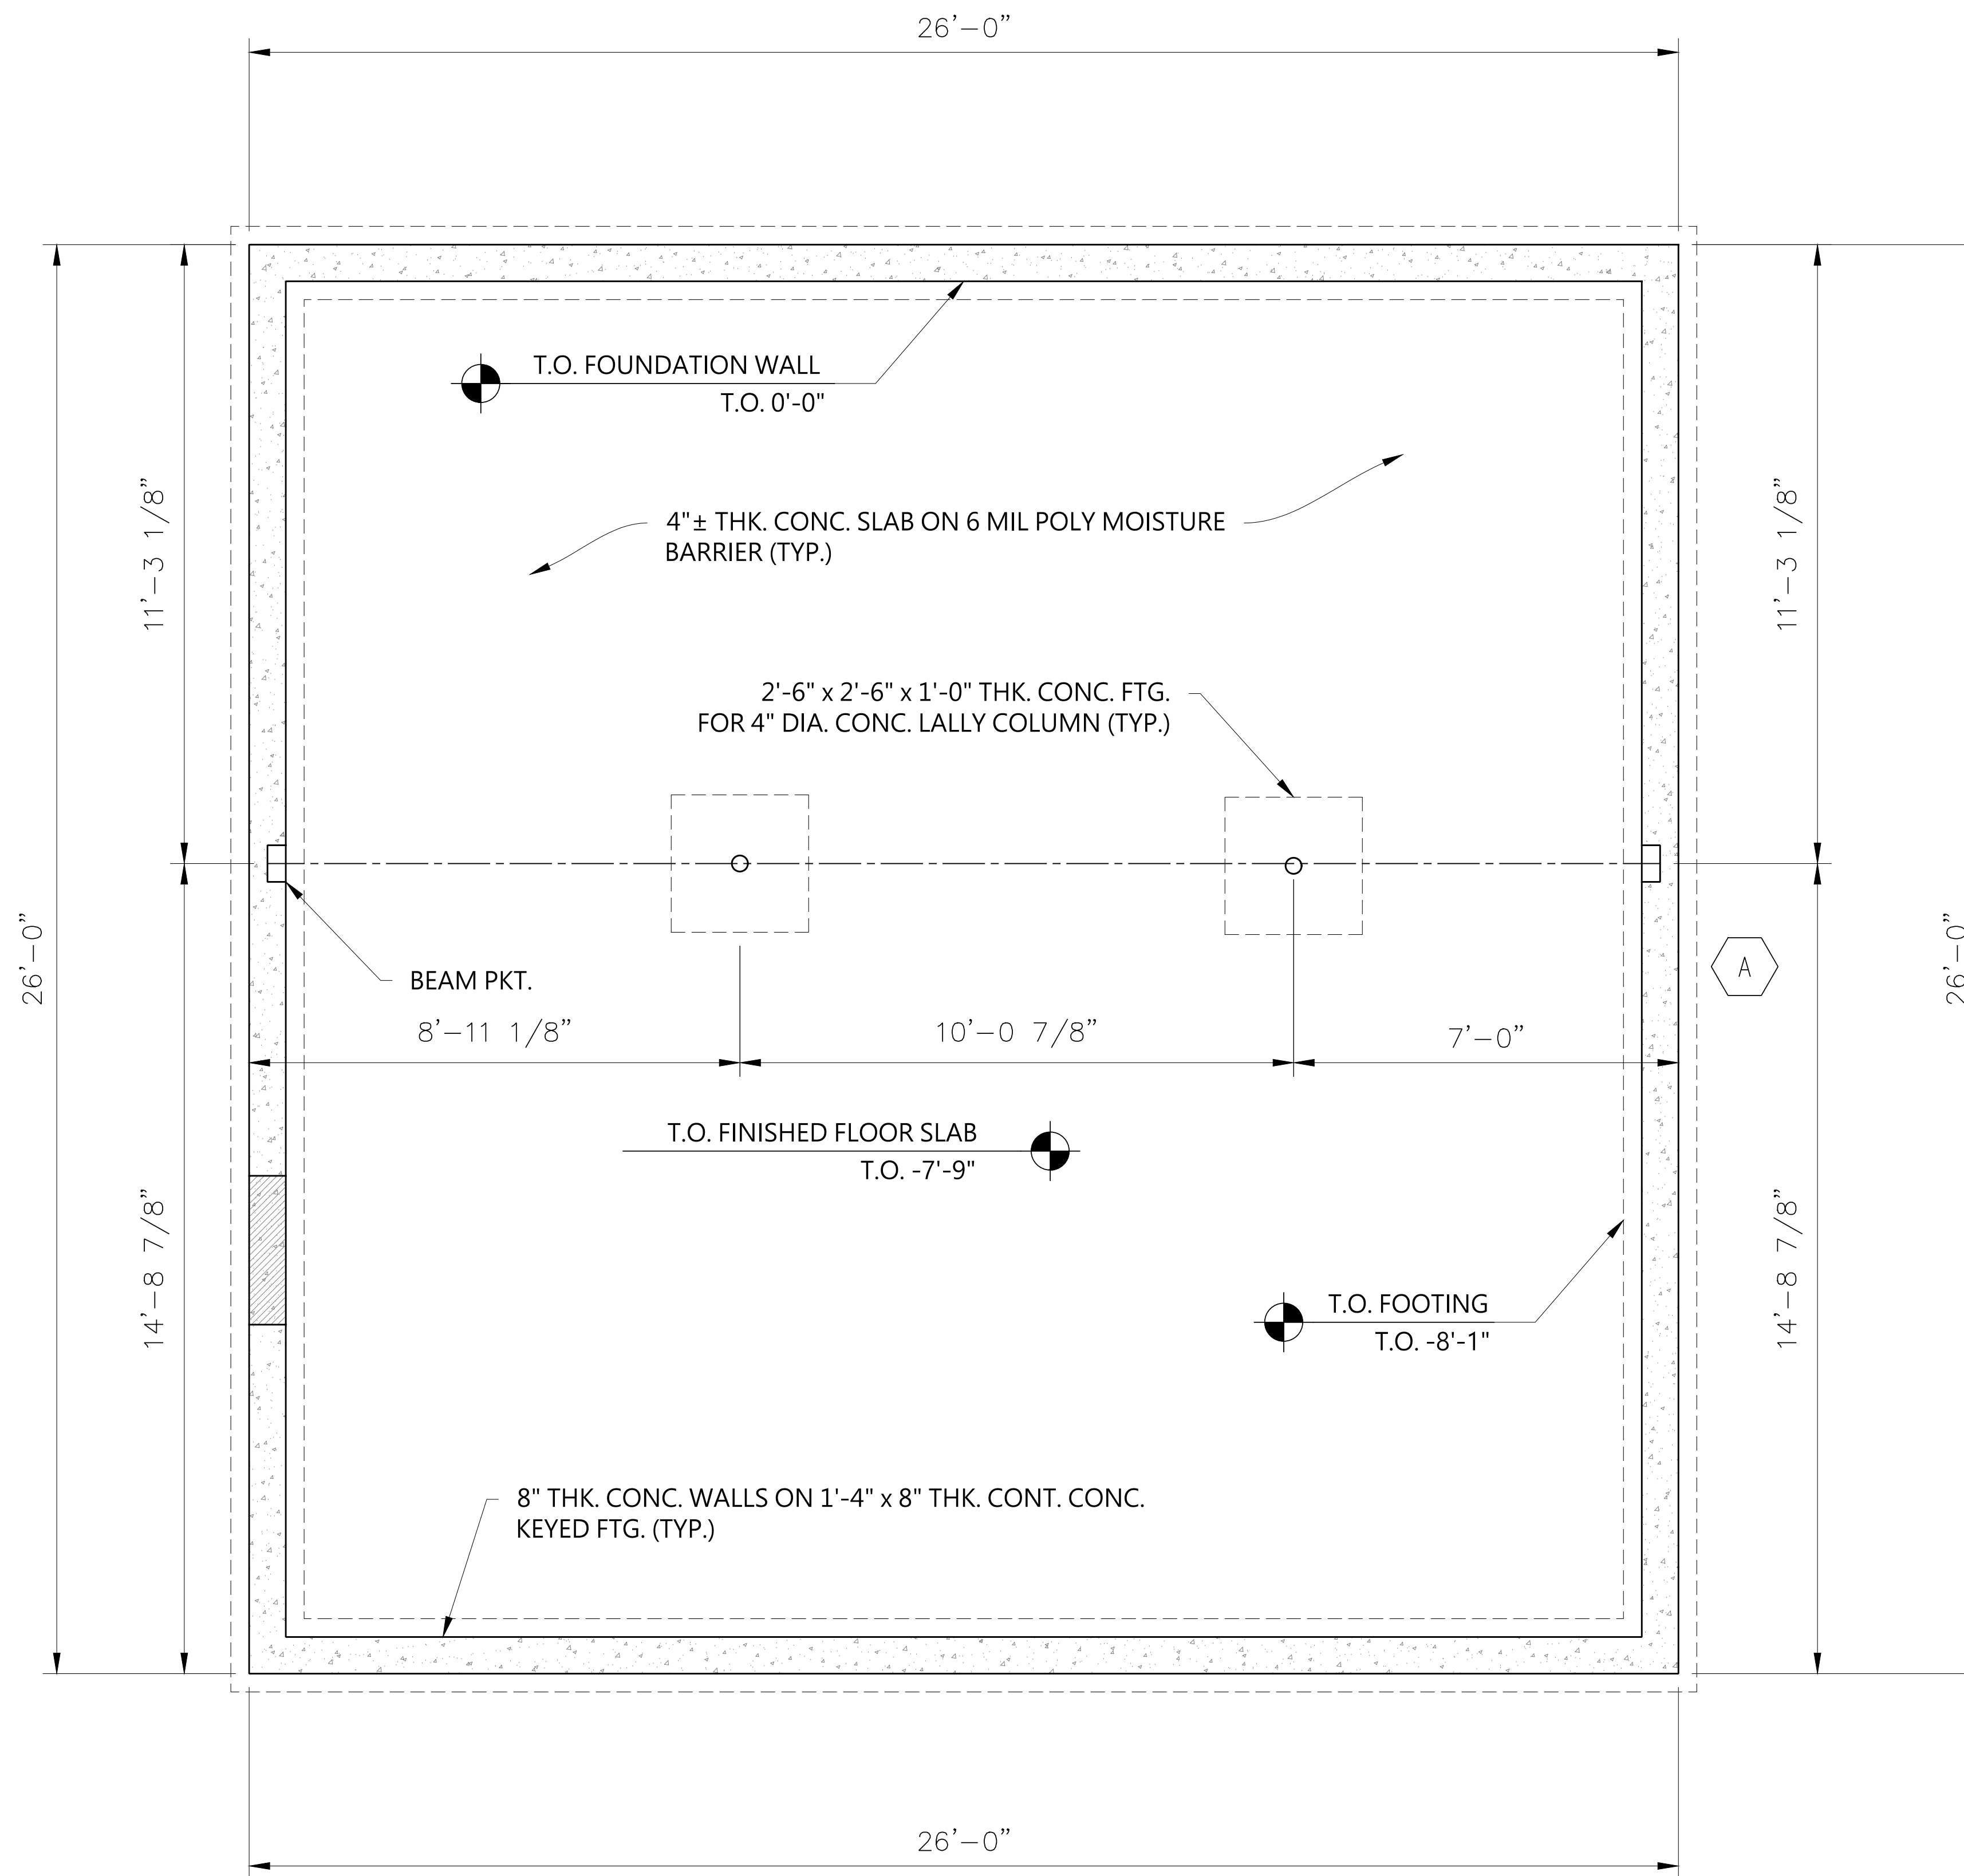 26’-0”
T.O. FOUNDATION WALL
T.O. 0'-0"
11’-3 1/8”
11’-3 1/8”
4"± THK. CONC. SLAB ON 6 MIL POLY MOISTURE
BARRIER (TYP.)
2'-6" x 2'-6" x 1'-0" THK. CONC. FTG.
FOR 4" DIA. CONC. LALLY COLUMN (TYP.)
26’-0”
BEAM PKT.
A
26’-0”
8’-11 1/8”
10’-0 7/8”
7’-0”
T.O. FINISHED FLOOR SLAB
T.O. -7'-9"
14’-8 7/8”
14’-8 7/8”
T.O. FOOTING
T.O. -8'-1"
8" THK. CONC. WALLS ON 1'-4" x 8" THK. CONT. CONC.
KEYED FTG. (TYP.)
26’-0”